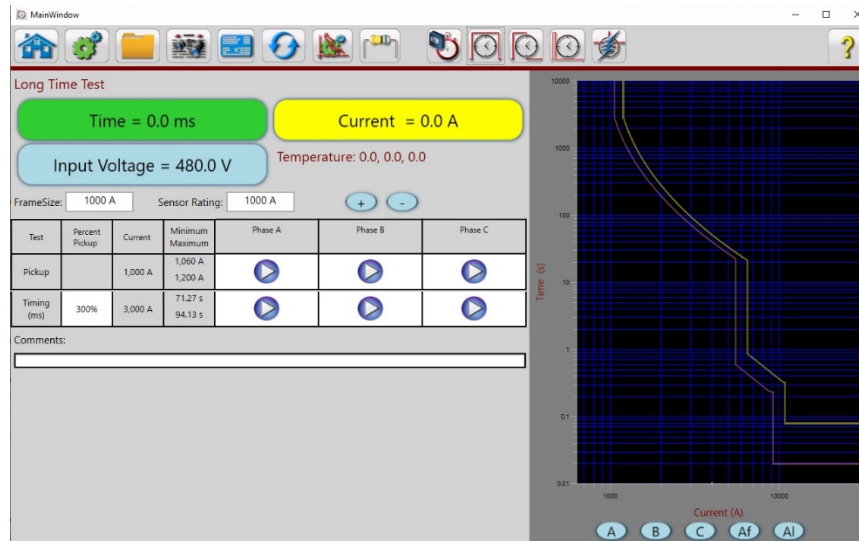 MainWindow
?
Long Time Test
Time = 0.0 ms
Current = 0.0 A
Input Voltage = 480.0 V
Temperature: 0.0, 0.0, 0.0
FrameSize: 1000 A Sensor Rating: 1000 A + -
Test Percent Pickup Current Minimum Maximum Phase A Phase B Phase C
Pickup 1,000 A 1,060 A 1,200 A
Timing (ms) 300% 3,000 A 71.27 s 94.13 s
Comments:
10000
1000
100
10
1
0.1
0.01
Time (s)
1000 10000
Current (A)
A B C Af AI